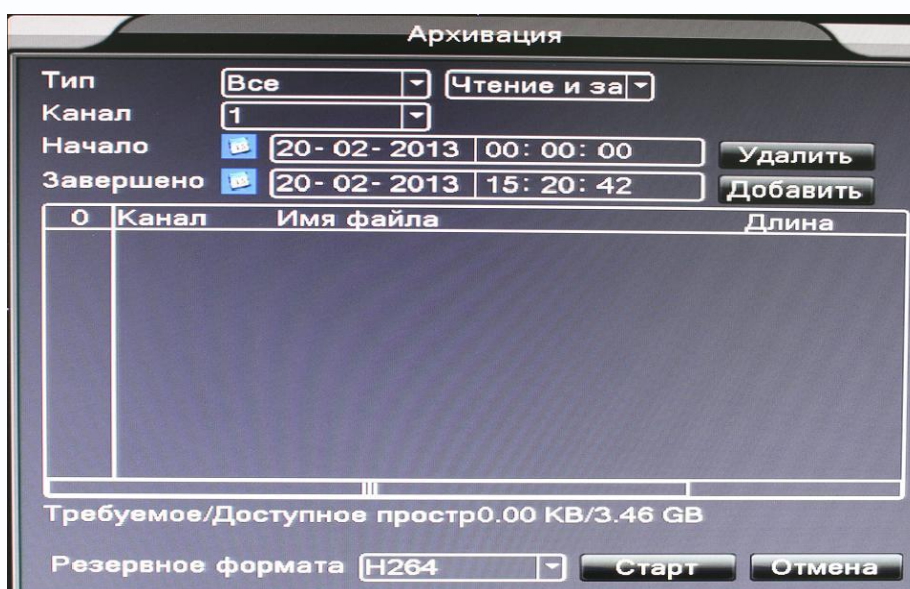 Архивация
Тип Все Чтение и за
Канал 1
Начало 20-02-2013 00:00:00 Удалить
Завершено 20-02-2013 15:20:42 Добавить
0 Канал Имя файла Длина
Требуемое/Доступное простр0.00 KB/3.46 GB
Резервное формата H264 Старт Отмена